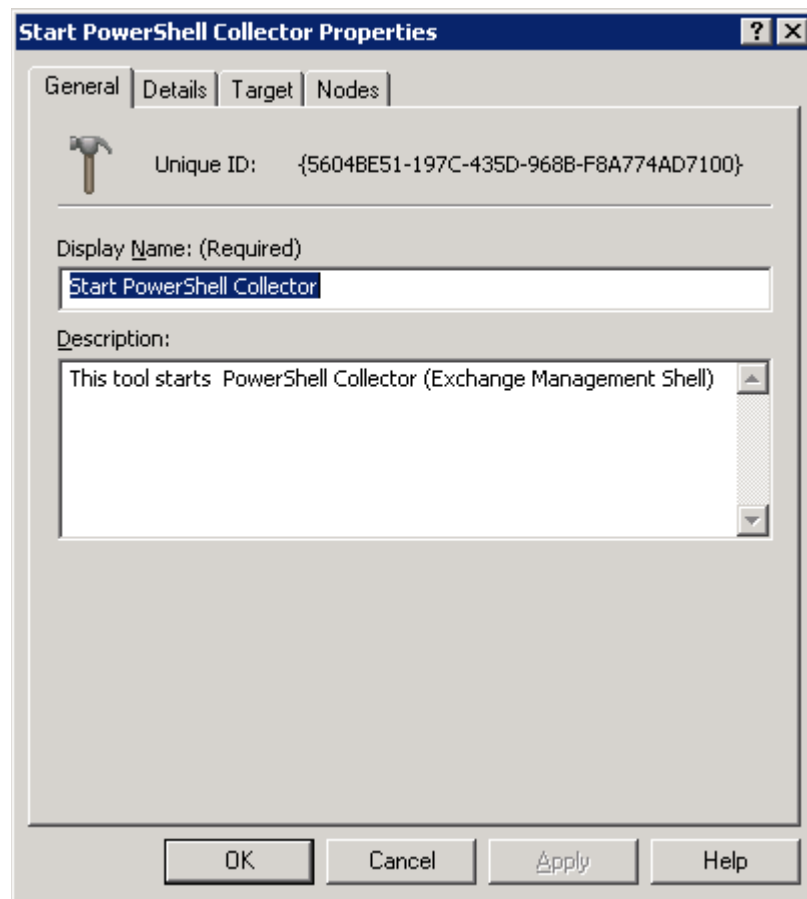 Start PowerShell Collector Properties
General Details Target Nodes
Unique ID: {5604BE51-197C-435D-968B-F8A774AD7100}
Display Name: (Required)
Start PowerShell Collector
Description:
This tool starts  PowerShell Collector (Exchange Management Shell)
OK Cancel Apply Help